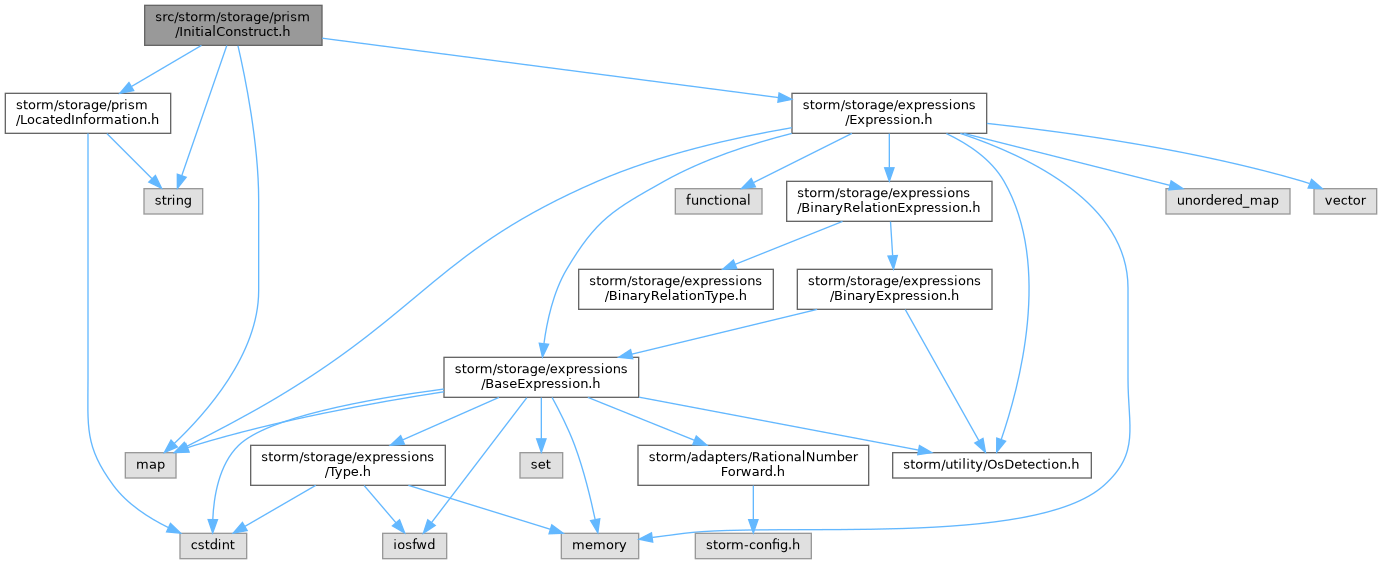 src/storm/storage/prism
/InitialConstruct.h
storm/storage/prism
/LocatedInformation.h
storm/storage/expressions
/Expression.h
string
functional
storm/storage/expressions
/BinaryRelationExpression.h
unordered_map
vector
storm/storage/expressions
/BinaryRelationType.h
storm/storage/expressions
/BinaryExpression.h
storm/storage/expressions
/BaseExpression.h
map
storm/storage/expressions
/Type.h
set
storm/adapters/RationalNumber
Forward.h
storm/utility/OsDetection.h
cstdint
iosfwd
memory
storm-config.h